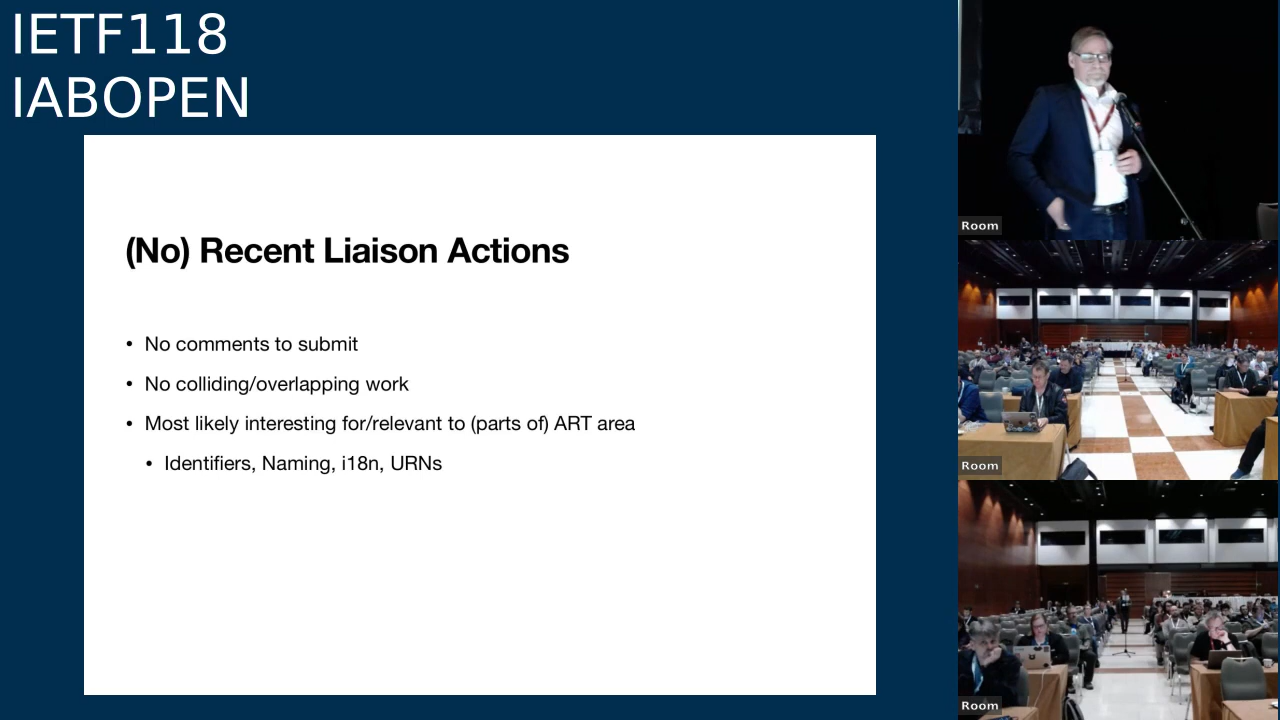 IETF118
IABOPEN
(No) Recent Liaison Actions
• No comments to submit
• No colliding/overlapping work
• Most likely interesting for/relevant to (parts of) ART area
• Identifiers, Naming, i18n, URNs
Room
Room
Room